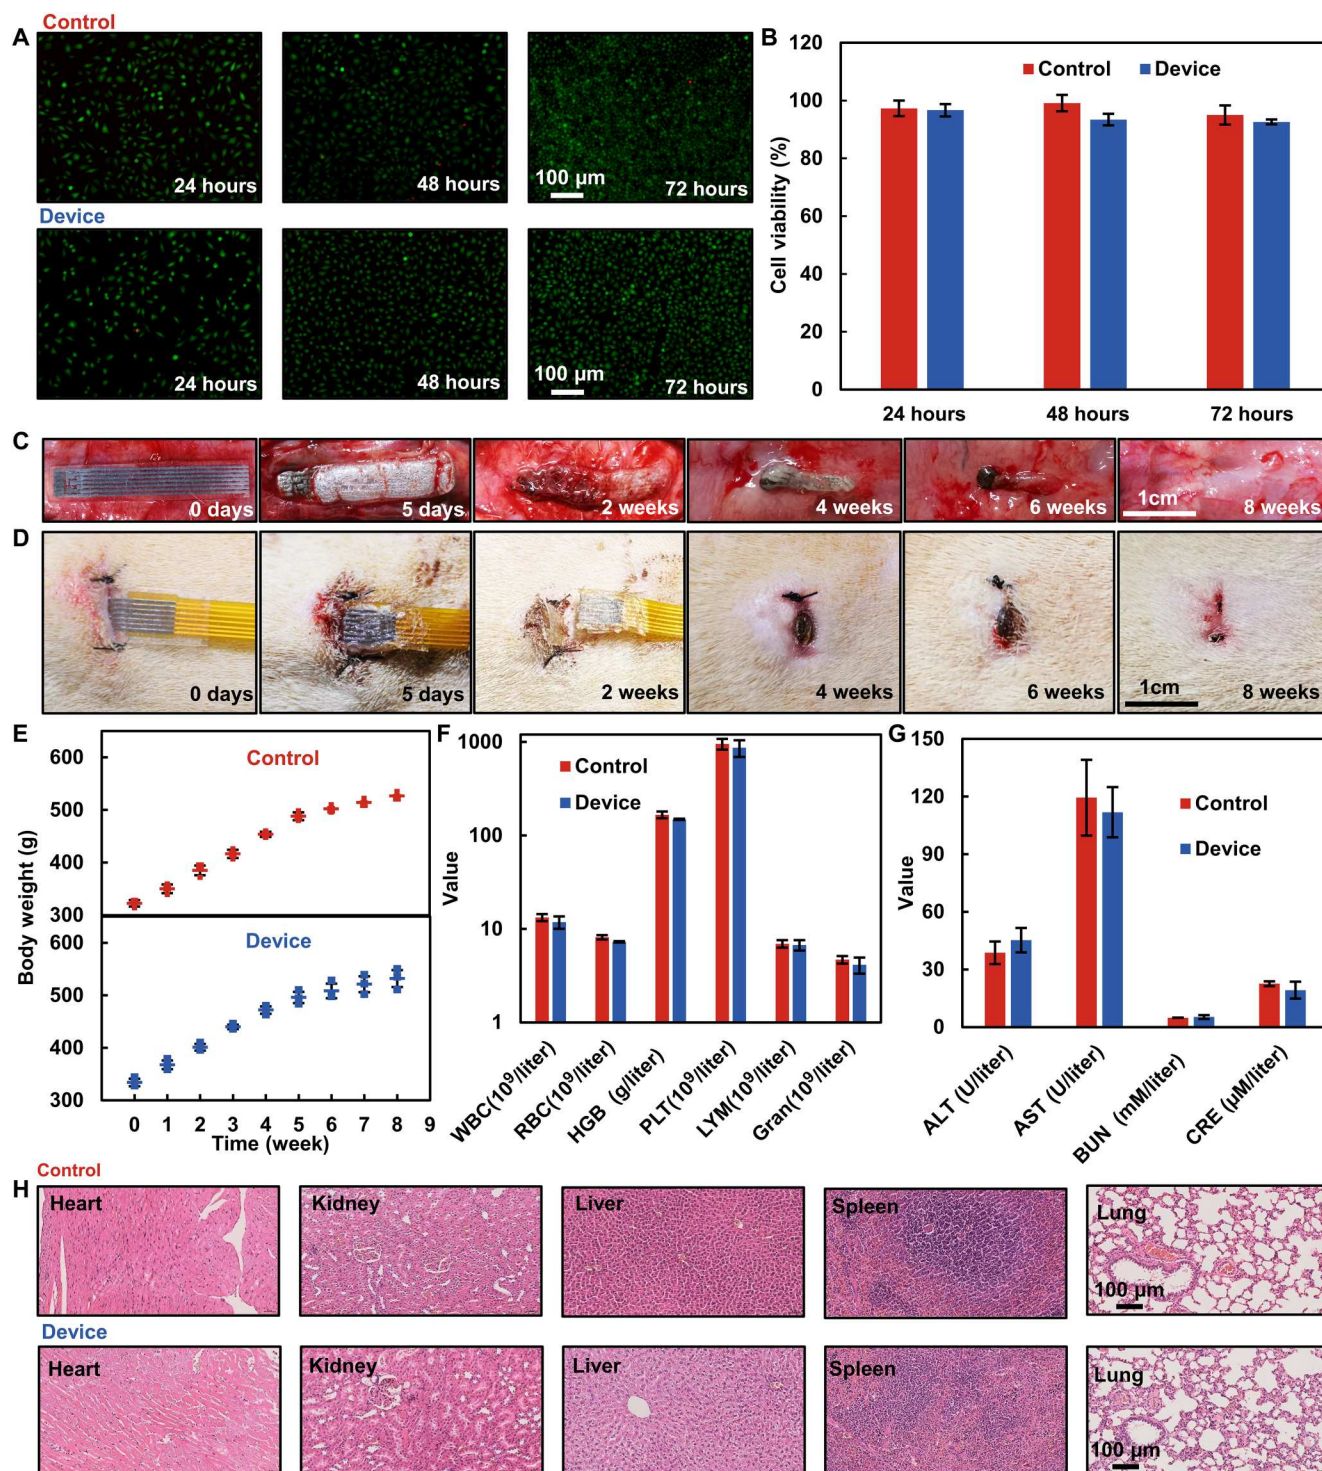 Control
A
24 hours
48 hours
100 μm
72 hours
Device
24 hours
48 hours
100 μm
72 hours
B
120
100
80
60
40
20
0
Cell viability (%)
Control
Device
24 hours
48 hours
72 hours
C
0 days
5 days
2 weeks
4 weeks
6 weeks
1cm
8 weeks
D
0 days
5 days
2 weeks
4 weeks
6 weeks
1cm
8 weeks
E
600
500
400
300
Control
600
500
400
300
Device
Body weight (g)
0 1 2 3 4 5 6 7 8 9
Time (week)
F
1000
100
10
1
Value
Control
Device
WBC(10⁹/liter)
RBC(10⁹/liter)
HGB (g/liter)
PLT(10⁹/liter)
LYM(10⁹/liter)
Gran(10⁹/liter)
G
150
120
90
60
30
0
Value
Control
Device
ALT (U/liter)
AST (U/liter)
BUN (mM/liter)
CRE (μM/liter)
Control
H
Heart
Kidney
Liver
Spleen
Lung
100 μm
Device
Heart
Kidney
Liver
Spleen
Lung
100 μm